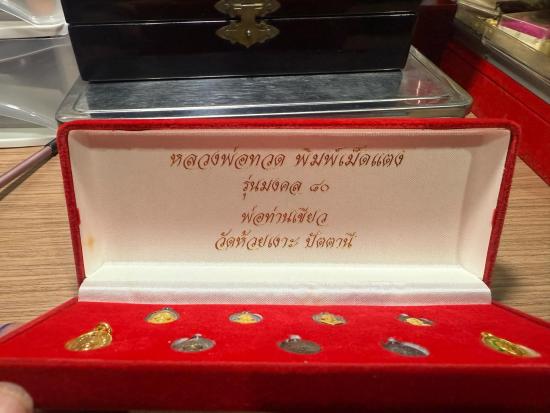 หลวงพ่อทวด พิมพ์เม็ดแตง
รุ่นมงคล ๘๐
พ่อท่านเขียว
วัดห้วยเงาะ ปัตตานี